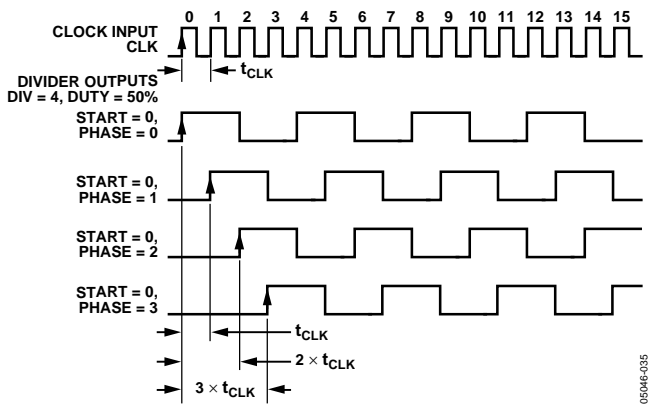 0 1 2 3 4 5 6 7 8 9 10 11 12 13 14 15
CLOCK INPUT
CLK
tCLK
DIVIDER OUTPUTS
DIV = 4, DUTY = 50%
START = 0,
PHASE = 0
START = 0,
PHASE = 1
START = 0,
PHASE = 2
START = 0,
PHASE = 3
tCLK
2 × tCLK
3 × tCLK
05046-035